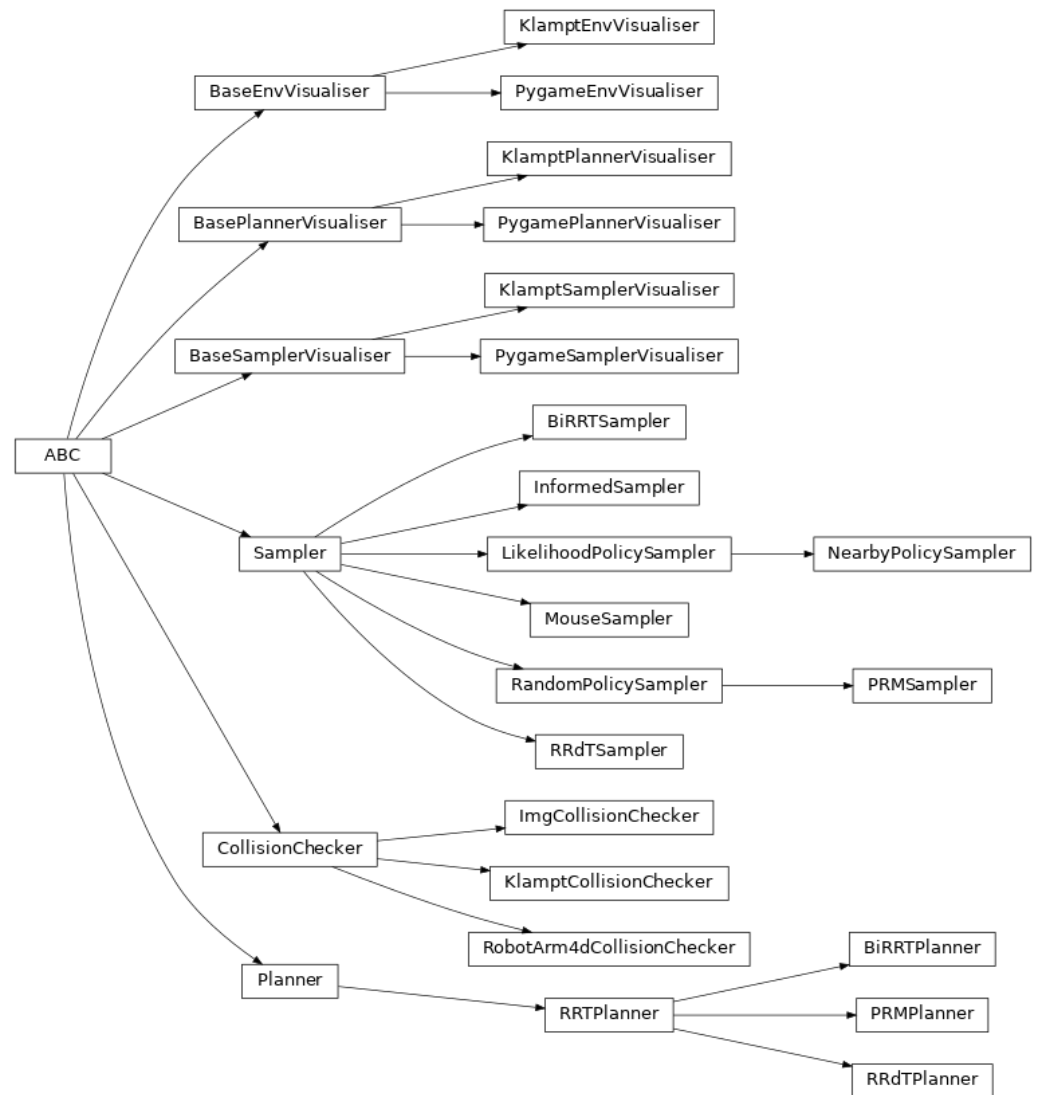 KlamptEnvVisualiser
BaseEnvVisualiser
PygameEnvVisualiser
KlamptPlannerVisualiser
BasePlannerVisualiser
PygamePlannerVisualiser
KlamptSamplerVisualiser
BaseSamplerVisualiser
PygameSamplerVisualiser
BiRRTSampler
ABC
InformedSampler
Sampler
LikelihoodPolicySampler
NearbyPolicySampler
MouseSampler
RandomPolicySampler
PRMSampler
RRdTSampler
ImgCollisionChecker
CollisionChecker
KlamptCollisionChecker
RobotArm4dCollisionChecker
BiRRTPlanner
Planner
RRTPlanner
PRMPlanner
RRdTPlanner